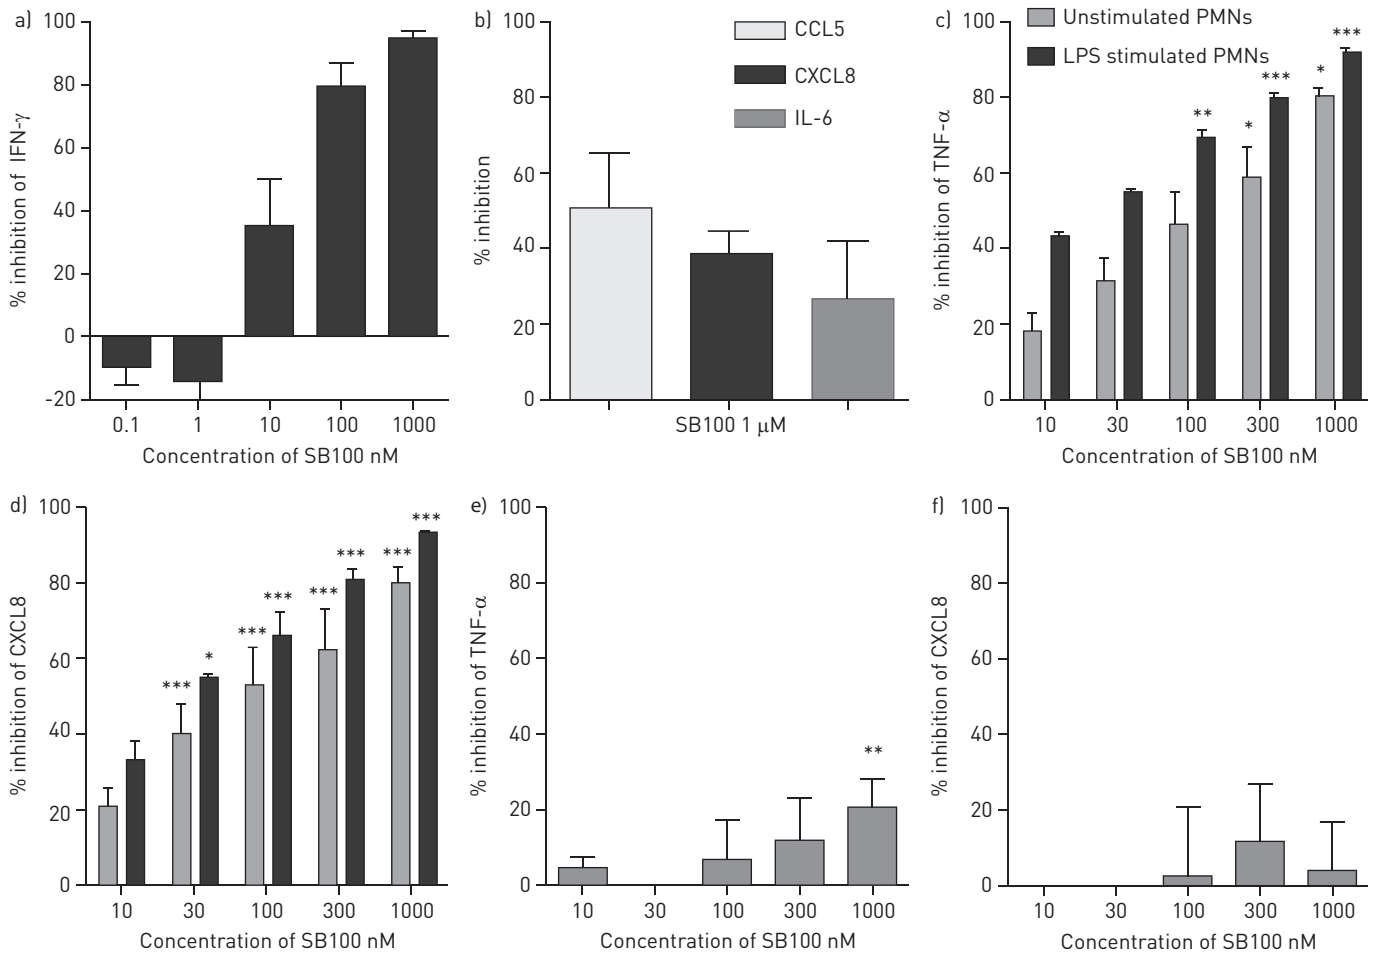 a)
% inhibition of IFN-γ
100
80
60
40
20
0
-20
0.1 1 10 100 1000
Concentration of SB100 nM
b)
% inhibition
100
80
60
40
20
0
CCL5
CXCL8
IL-6
SB100 1 μM
c)
% inhibition of TNF-α
100
80
60
40
20
0
Unstimulated PMNs
LPS stimulated PMNs
**
*
***
*
***
10 30 100 300 1000
Concentration of SB100 nM
d)
% inhibition of CXCL8
100
80
60
40
20
0
***
*
***
***
***
***
***
***
10 30 100 300 1000
Concentration of SB100 nM
e)
% inhibition of TNF-α
100
80
60
40
20
0
**
10 30 100 300 1000
Concentration of SB100 nM
f)
% inhibition of CXCL8
100
80
60
40
20
0
10 30 100 300 1000
Concentration of SB100 nM